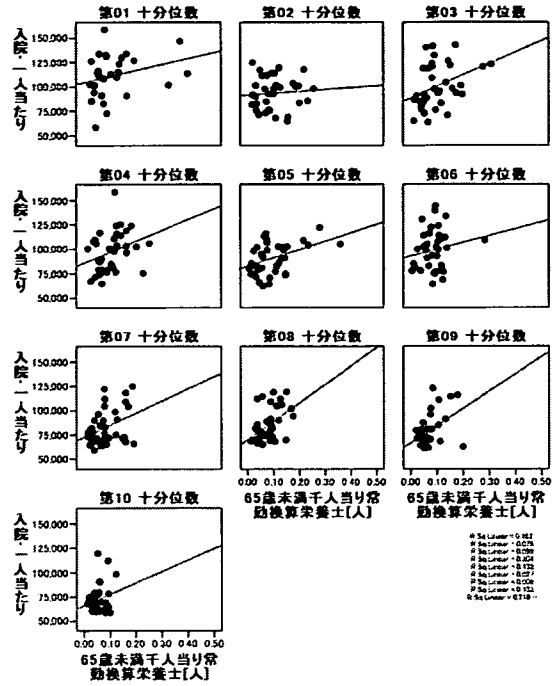 第01 十分位数
第02 十分位数
第03 十分位数
入院・一人当たり
150,000
125,000
100,000
75,000
50,000
第04 十分位数
第05 十分位数
第06 十分位数
入院・一人当たり
150,000
125,000
100,000
75,000
50,000
第07 十分位数
第08 十分位数
第09 十分位数
入院・一人当たり
150,000
125,000
100,000
75,000
50,000
0.00 0.10 0.20 0.30 0.40 0.50
0.00 0.10 0.20 0.30 0.40 0.50
65歳未満千人当り常
勤換算栄養士[人]
65歳未満千人当り常
勤換算栄養士[人]
第10 十分位数
入院・一人当たり
150,000
125,000
100,000
75,000
50,000
0.00 0.10 0.20 0.30 0.40 0.50
65歳未満千人当り常
勤換算栄養士[人]